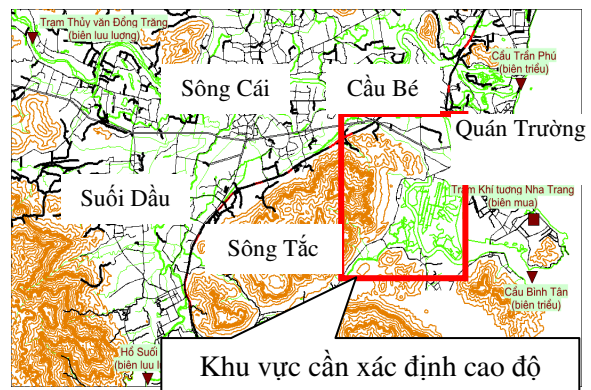 Trạm Thủy văn Đồng Trăng
(biên lưu lượng)
Sông Cái
Cầu Bé
Cầu Trần Phú
(biên triều)
Quán Trường
Suối Dầu
Trạm Khí tượng Nha Trang
(biên mưa)
Sông Tắc
Cầu Bình Tân
(biên triều)
Hồ Suối
(biên lưu
Khu vực cần xác định cao độ